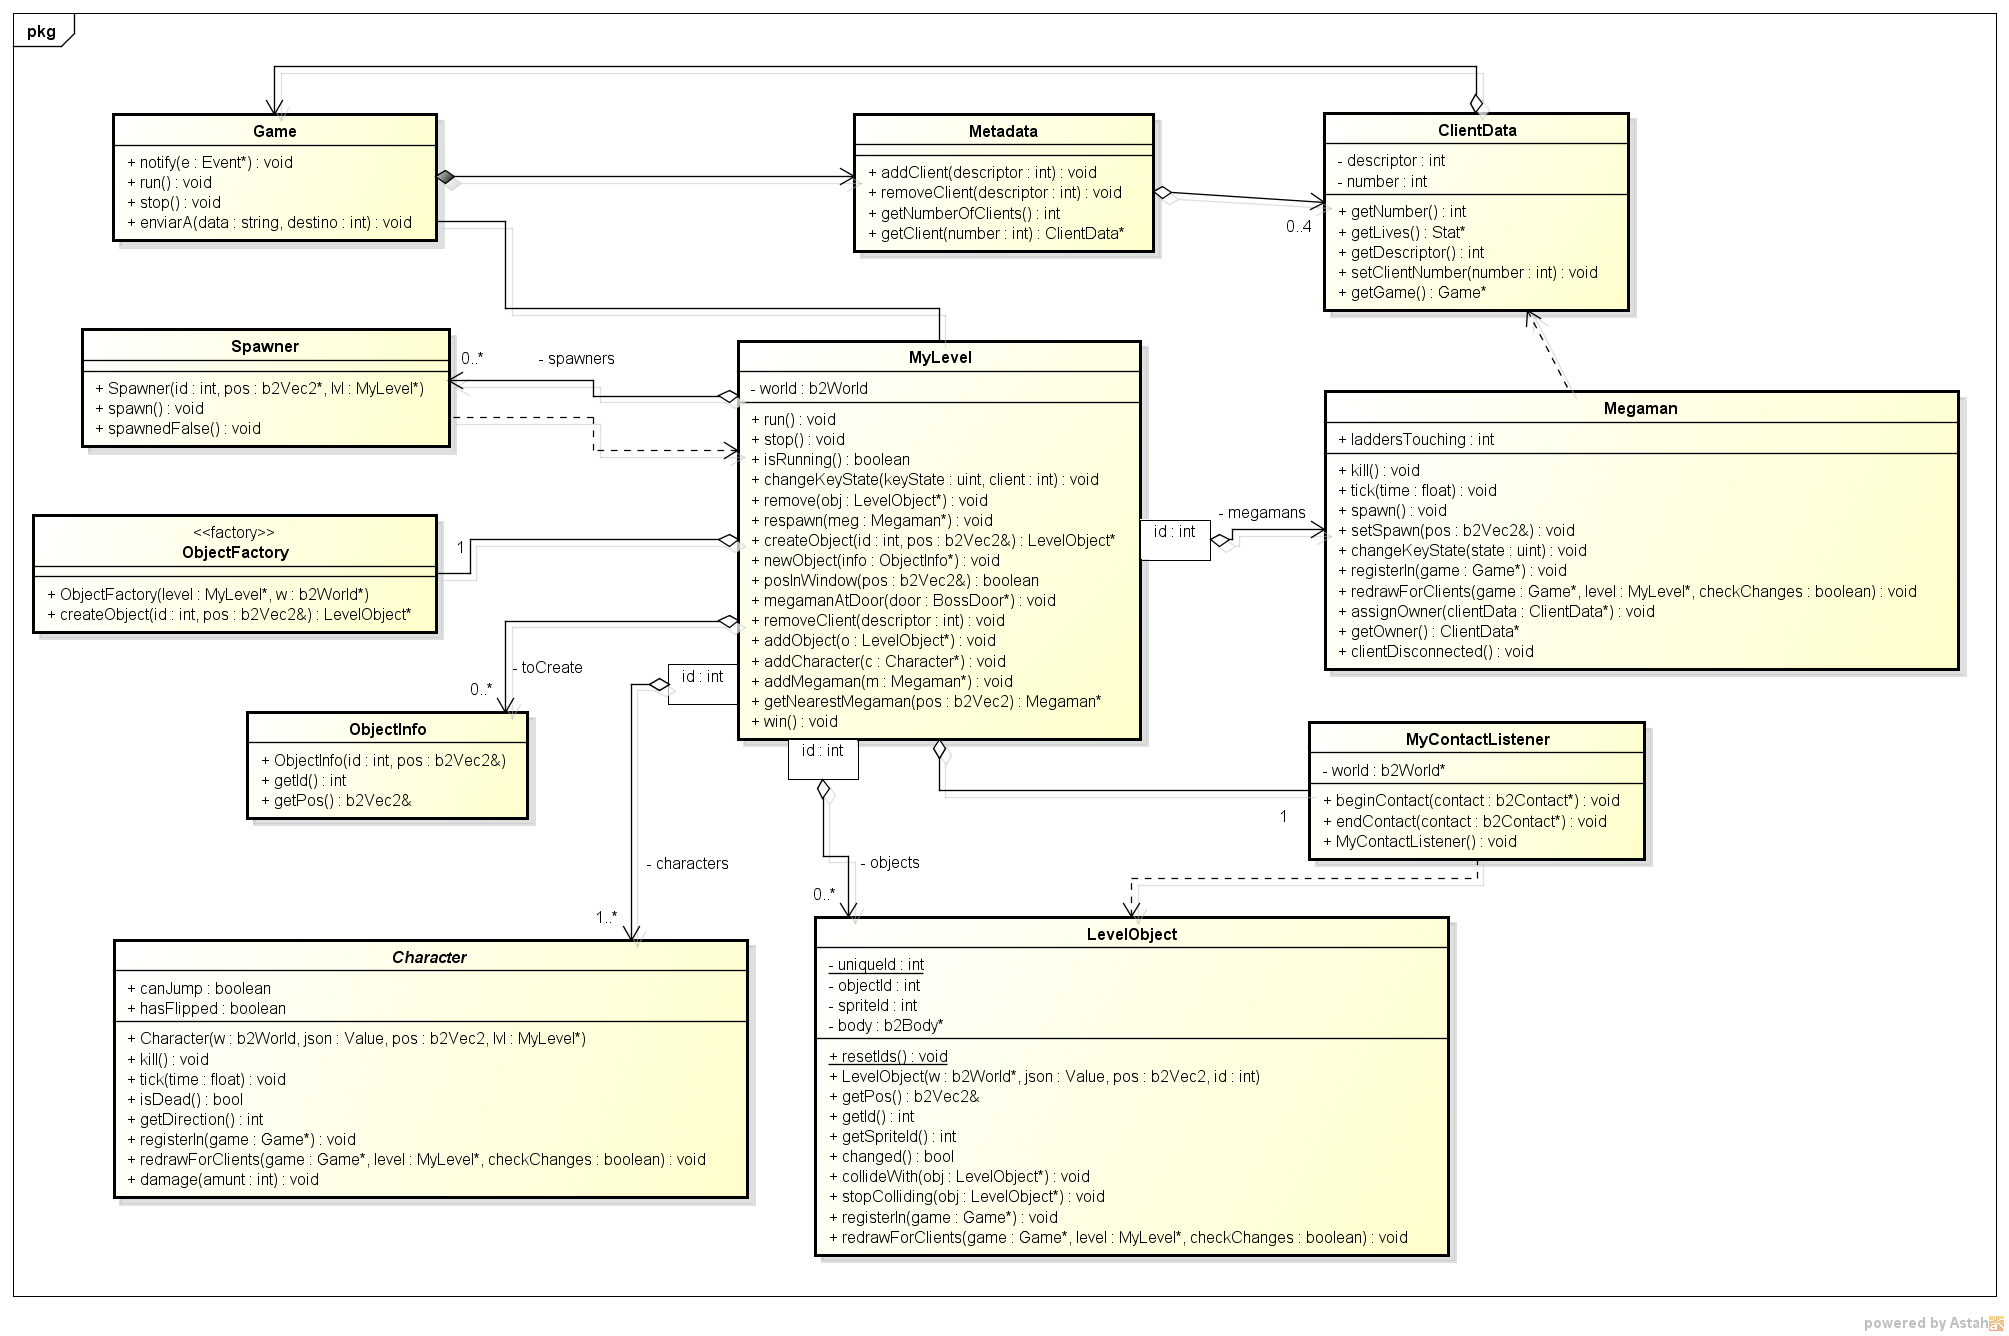 pkg
Game
+ notify(e : Event*) : void
+ run() : void
+ stop() : void
+ enviarA(data : string, destino : int) : void
Metadata
+ addClient(descriptor : int) : void
+ removeClient(descriptor : int) : void
+ getNumberOfClients() : int
+ getClient(number : int) : ClientData*
ClientData
- descriptor : int
- number : int
+ getNumber() : int
+ getLives() : Stat*
+ getDescriptor() : int
+ setClientNumber(number : int) : void
+ getGame() : Game*
0..4
Spawner
+ Spawner(id : int, pos : b2Vec2*, lvl : MyLevel*)
+ spawn() : void
+ spawnedFalse() : void
0..*
- spawners
MyLevel
- world : b2World
+ run() : void
+ stop() : void
+ isRunning() : boolean
+ changeKeyState(keyState : uint, client : int) : void
+ remove(obj : LevelObject*) : void
+ respawn(meg : Megaman*) : void
+ createObject(id : int, pos : b2Vec2&) : LevelObject*
+ newObject(info : ObjectInfo*) : void
+ posInWindow(pos : b2Vec2&) : boolean
+ megamanAtDoor(door : BossDoor*) : void
+ removeClient(descriptor : int) : void
+ addObject(o : LevelObject*) : void
+ addCharacter(c : Character*) : void
+ addMegaman(m : Megaman*) : void
+ getNearestMegaman(pos : b2Vec2) : Megaman*
+ win() : void
id : int
- megamans
Megaman
+ laddersTouching : int
+ kill() : void
+ tick(time : float) : void
+ spawn() : void
+ setSpawn(pos : b2Vec2&) : void
+ changeKeyState(state : uint) : void
+ registerIn(game : Game*) : void
+ redrawForClients(game : Game*, level : MyLevel*, checkChanges : boolean) : void
+ assignOwner(clientData : ClientData*) : void
+ getOwner() : ClientData*
+ clientDisconnected() : void
<<factory>>
ObjectFactory
+ ObjectFactory(level : MyLevel*, w : b2World*)
+ createObject(id : int, pos : b2Vec2&) : LevelObject*
1
- toCreate
0..*
id : int
ObjectInfo
+ ObjectInfo(id : int, pos : b2Vec2&)
+ getId() : int
+ getPos() : b2Vec2&
id : int
MyContactListener
- world : b2World*
+ beginContact(contact : b2Contact*) : void
+ endContact(contact : b2Contact*) : void
+ MyContactListener() : void
1
- characters
1..*
- objects
0..*
Character
+ canJump : boolean
+ hasFlipped : boolean
+ Character(w : b2World, json : Value, pos : b2Vec2, lvl : MyLevel*)
+ kill() : void
+ tick(time : float) : void
+ isDead() : bool
+ getDirection() : int
+ registerIn(game : Game*) : void
+ redrawForClients(game : Game*, level : MyLevel*, checkChanges : boolean) : void
+ damage(amunt : int) : void
LevelObject
- uniqueId : int
- objectId : int
- spriteId : int
- body : b2Body*
+ resetIds() : void
+ LevelObject(w : b2World*, json : Value, pos : b2Vec2, id : int)
+ getPos() : b2Vec2&
+ getId() : int
+ getSpriteId() : int
+ changed() : bool
+ collideWith(obj : LevelObject*) : void
+ stopColliding(obj : LevelObject*) : void
+ registerIn(game : Game*) : void
+ redrawForClients(game : Game*, level : MyLevel*, checkChanges : boolean) : void
powered by Astah